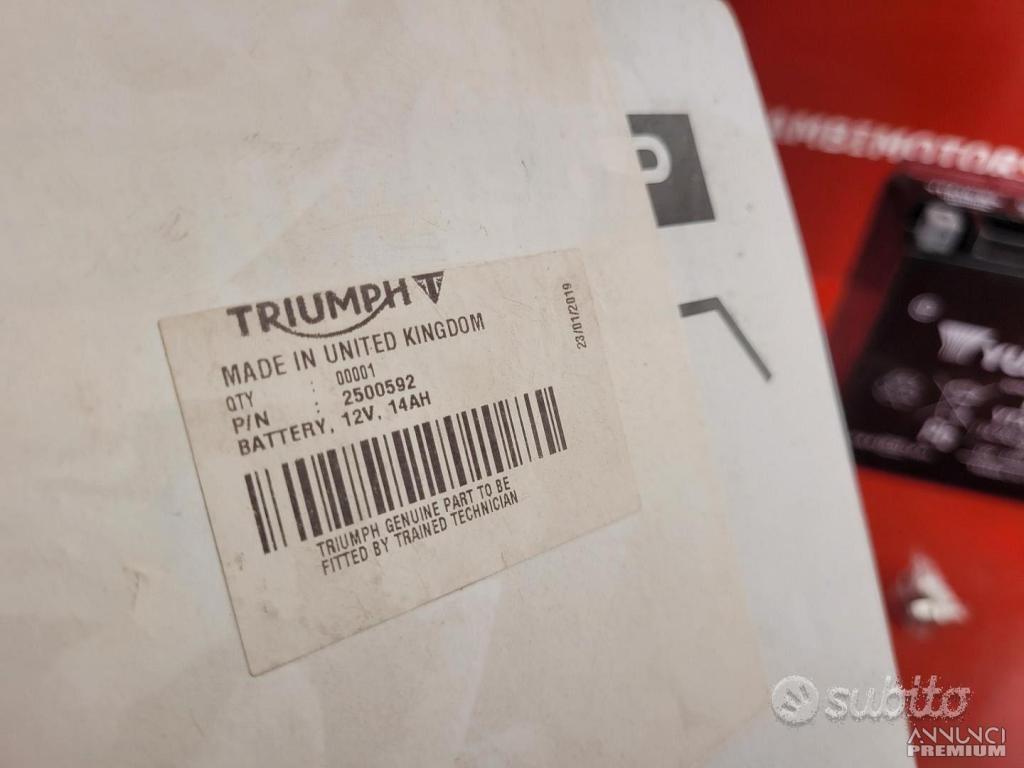 P
TRIUMPH
23/01/2019
MADE IN UNITED KINGDOM
QTY : 00001
P/N : 2500592
BATTERY, 12V, 14AH
TRIUMPH GENUINE PART TO BE
FITTED BY TRAINED TECHNICIAN
subito
ANNUNCI
PREMIUM